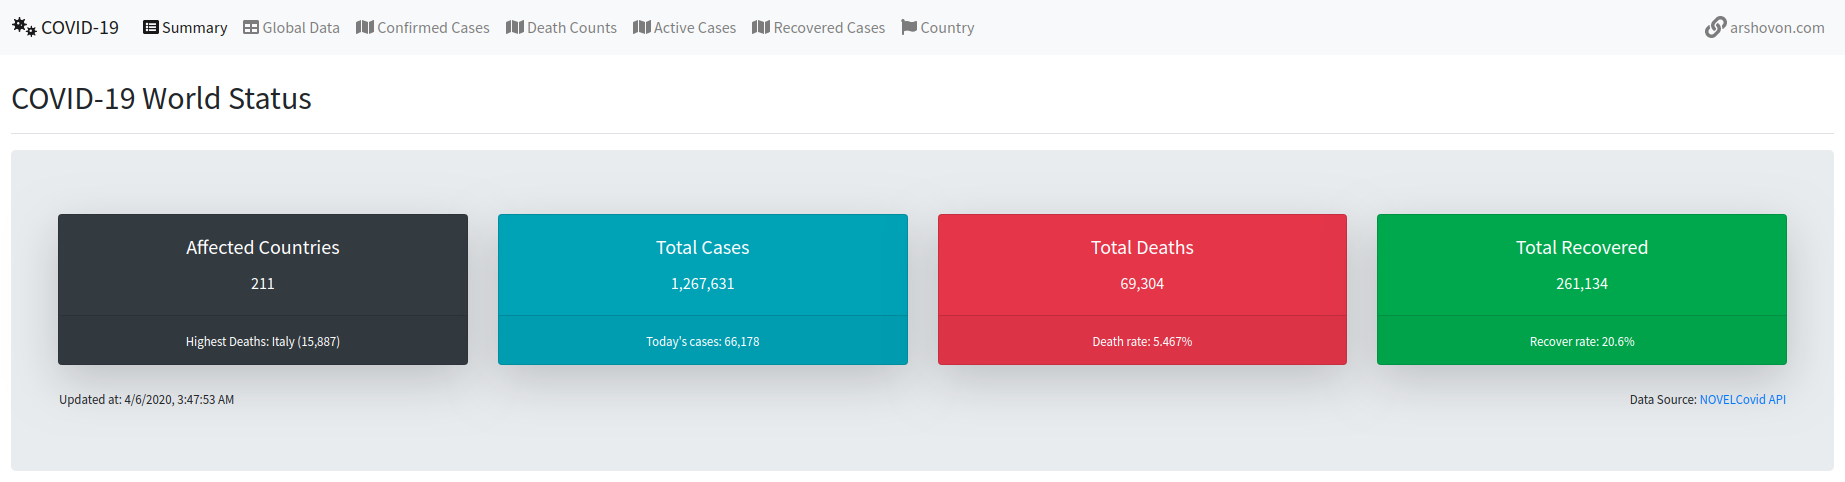 COVID-19 Summary Global Data Confirmed Cases Death Counts Active Cases Recovered Cases Country arshovon.com
COVID-19 World Status
Affected Countries
211
Highest Deaths: Italy (15,887)
Total Cases
1,267,631
Today's cases: 66,178
Total Deaths
69,304
Death rate: 5.467%
Total Recovered
261,134
Recover rate: 20.6%
Updated at: 4/6/2020, 3:47:53 AM
Data Source: NOVELCovid API